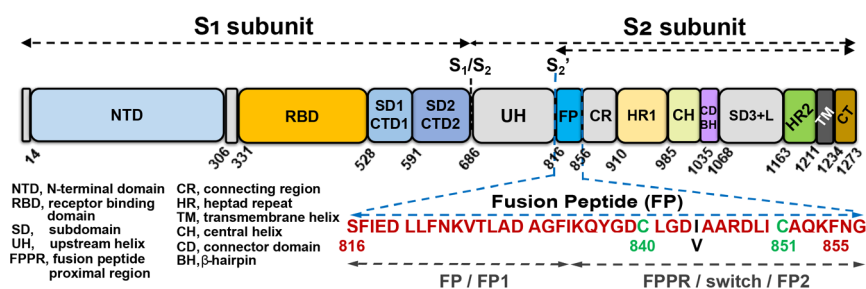 S1 subunit
S2 subunit
S1/S2
S2'
NTD
RBD
SD1
CTD1
SD2
CTD2
UH
FP
CR
HR1
CH
CD
BH
SD3+L
HR2
TM
CT
14
306
331
528
591
686
816
856
910
985
1035
1068
1163
1211
1234
1273
NTD, N-terminal domain
RBD, receptor binding
domain
SD, subdomain
UH, upstream helix
FPPR, fusion peptide
proximal region
CR, connecting region
HR, heptad repeat
TM, transmembrane helix
CH, central helix
CD, connector domain
BH, β-hairpin
Fusion Peptide (FP)
SFIED LLFNKVTLAD AGFIKQYGDC LGDIAARDLI CAQKFNG
816
840
V
851
855
FP / FP1
FPPR / switch / FP2